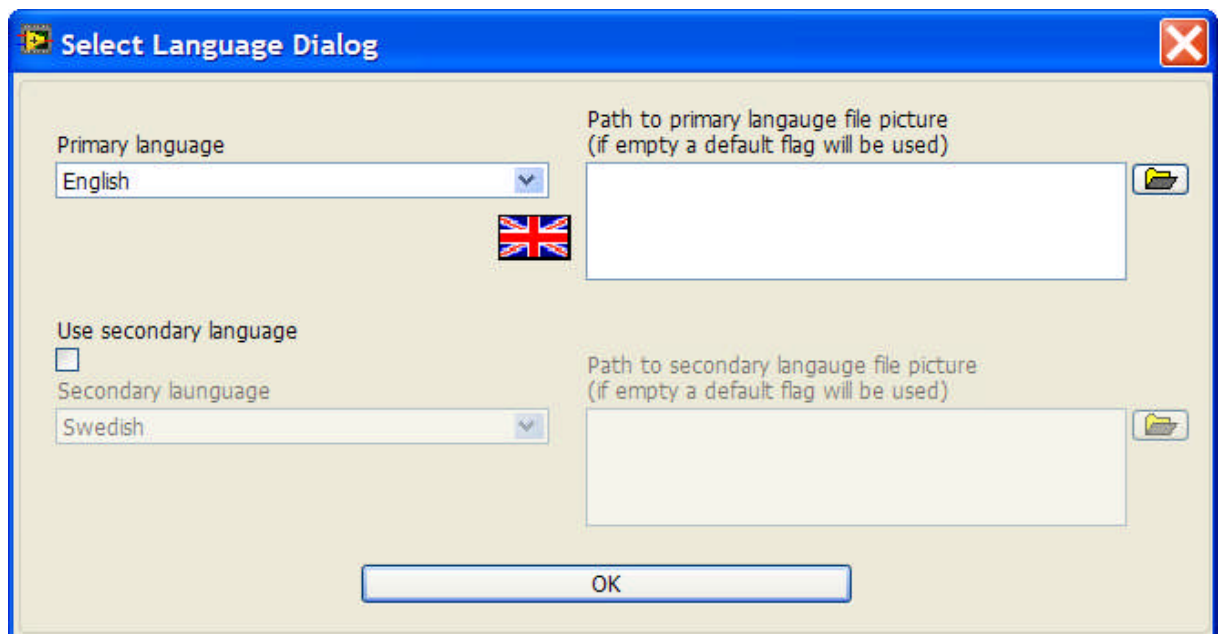 Select Language Dialog
Primary language
English
Path to primary langauge file picture
(if empty a default flag will be used)
Use secondary language
Secondary launguage
Swedish
Path to secondary langauge file picture
(if empty a default flag will be used)
OK